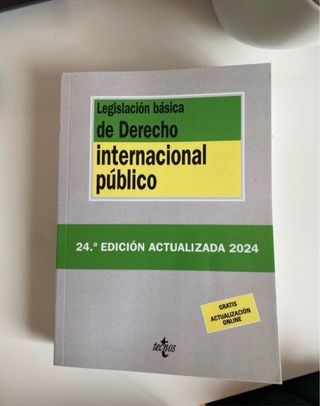 Legislación básica
de Derecho
internacional
público
24.ª EDICIÓN ACTUALIZADA 2024
GRATIS
ACTUALIZACIÓN
ONLINE
tecnos